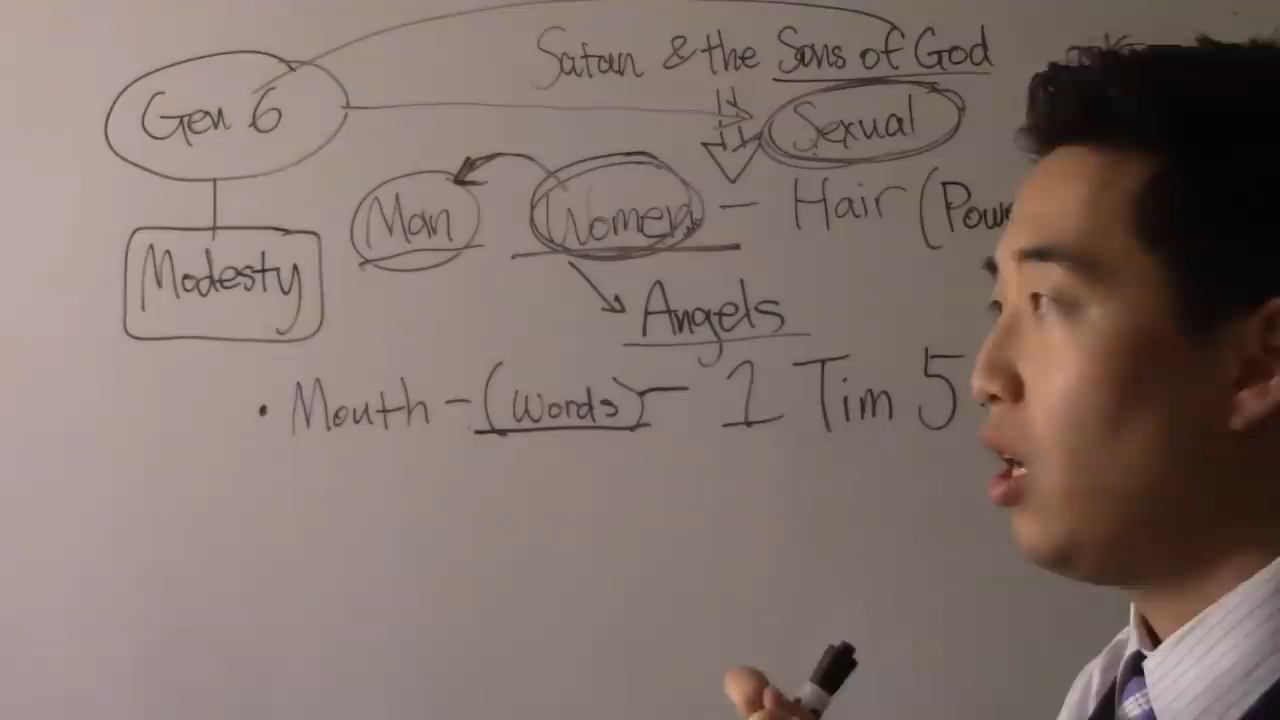 Satan & the Sons of God
Gen 6
Sexual
Man
Women - Hair (Pow
Modesty
Angels
• Mouth - (Words) - 1 Tim 5